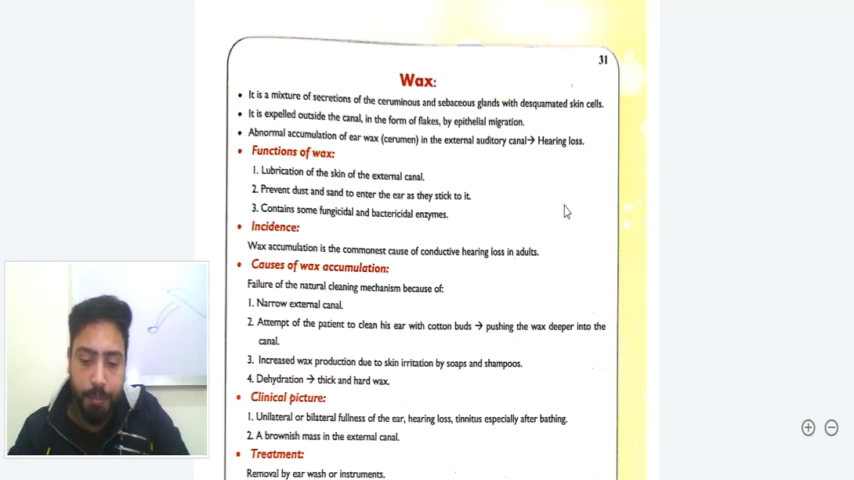 31
Wax:
• It is a mixture of secretions of the ceruminous and sebaceous glands with desquamated skin cells.
• It is expelled outside the canal, in the form of flakes, by epithelial migration.
• Abnormal accumulation of ear wax (cerumen) in the external auditory canal→ Hearing loss.
• Functions of wax:
1. Lubrication of the skin of the external canal.
2. Prevent dust and sand to enter the ear as they stick to it.
3. Contains some fungicidal and bactericidal enzymes.
• Incidence:
Wax accumulation is the commonest cause of conductive hearing loss in adults.
• Causes of wax accumulation:
Failure of the natural cleaning mechanism because of:
1. Narrow external canal.
2. Attempt of the patient to clean his ear with cotton buds → pushing the wax deeper into the
canal.
3. Increased wax production due to skin irritation by soaps and shampoos.
4. Dehydration → thick and hard wax.
• Clinical picture:
1. Unilateral or bilateral fullness of the ear, hearing loss, tinnitus especially after bathing.
2. A brownish mass in the external canal.
• Treatment:
Removal by ear wash or instruments.